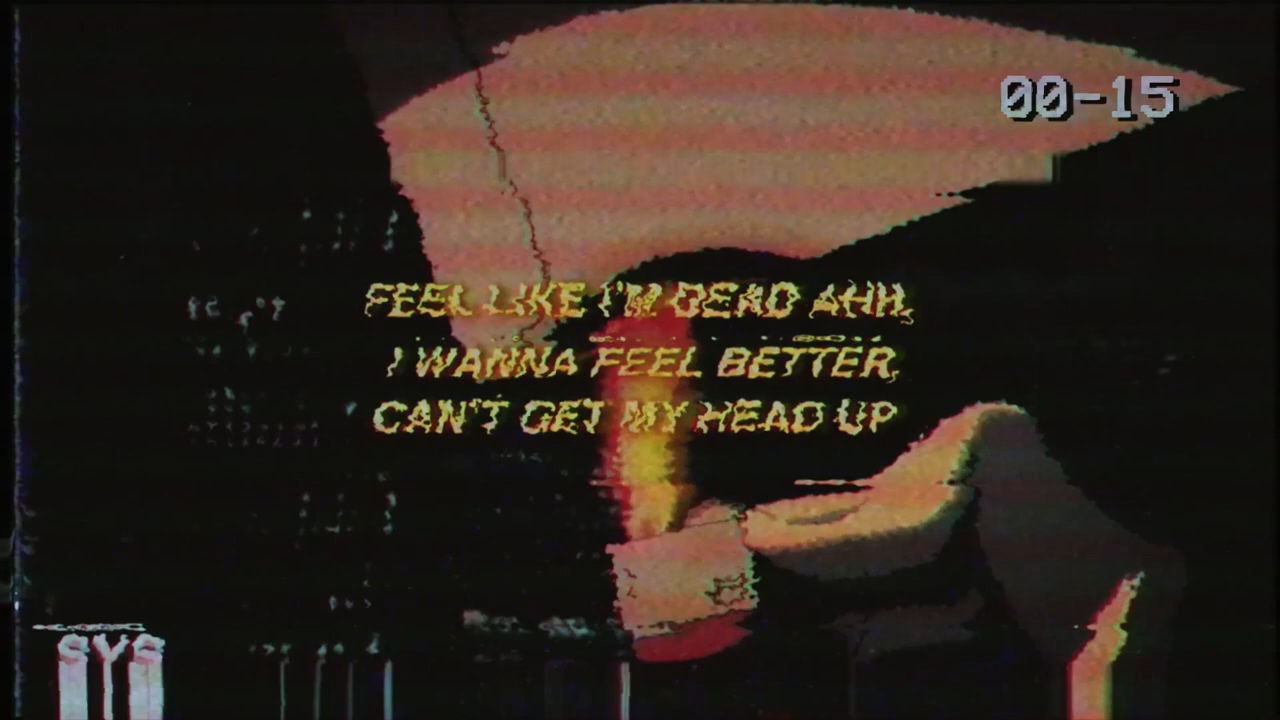 00-15
FEEL LIKE I'M DEAD AHH,
I WANNA FEEL BETTER,
CAN'T GET MY HEAD UP
SYS